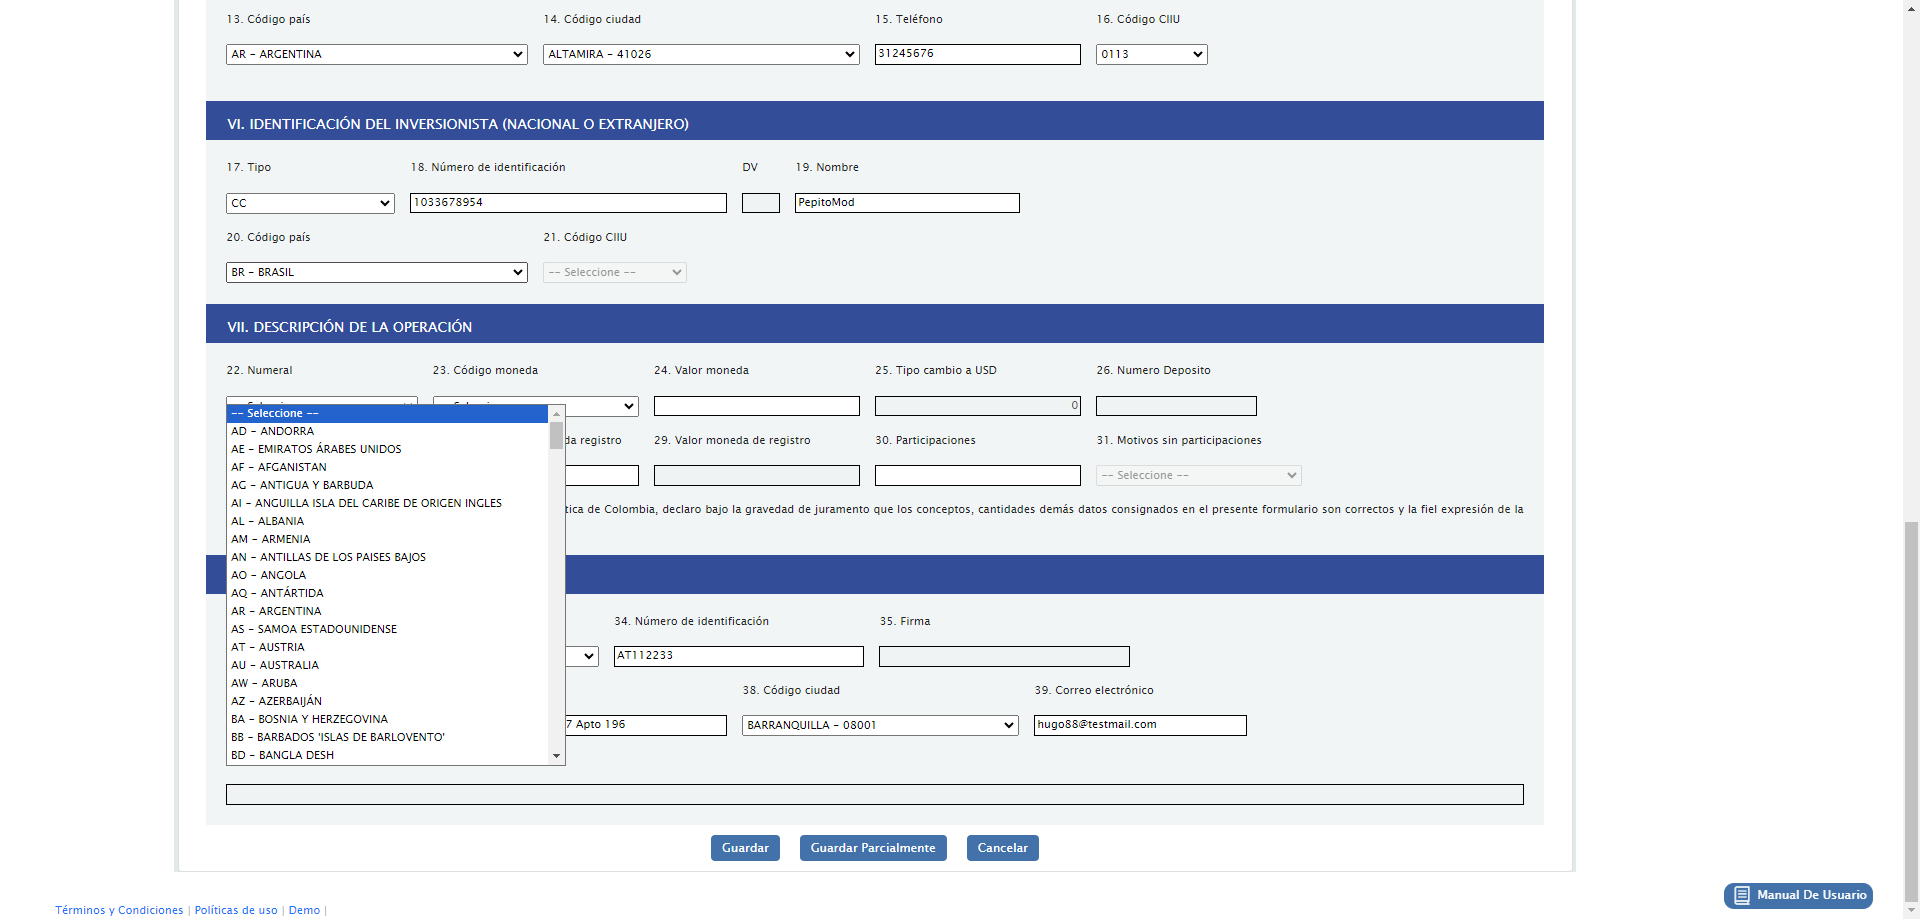 13. Código país 14. Código ciudad 15. Teléfono 16. Código CIIU
AR - ARGENTINA ALTAMIRA - 41026 31245676 0113
VI. IDENTIFICACIÓN DEL INVERSIONISTA (NACIONAL O EXTRANJERO)
17. Tipo 18. Número de identificación DV 19. Nombre
CC 1033678954 PepitoMod
20. Código país 21. Código CIIU
BR - BRASIL -- Seleccione --
VII. DESCRIPCIÓN DE LA OPERACIÓN
22. Numeral 23. Código moneda 24. Valor moneda 25. Tipo cambio a USD 26. Numero Deposito
0
-- Seleccione --
AD - ANDORRA
AE - EMIRATOS ÁRABES UNIDOS
da registro 29. Valor moneda de registro 30. Participaciones 31. Motivos sin participaciones
AF - AFGANISTAN
-- Seleccione --
AG - ANTIGUA Y BARBUDA
AI - ANGUILLA ISLA DEL CARIBE DE ORIGEN INGLES
tica de Colombia, declaro bajo la gravedad de juramento que los conceptos, cantidades demás datos consignados en el presente formulario son correctos y la fiel expresión de la
AL - ALBANIA
AM - ARMENIA
AN - ANTILLAS DE LOS PAISES BAJOS
AO - ANGOLA
AQ - ANTÁRTIDA
AR - ARGENTINA
34. Número de identificación 35. Firma
AS - SAMOA ESTADOUNIDENSE
AT - AUSTRIA
AT112233
AU - AUSTRALIA
AW - ARUBA
38. Código ciudad 39. Correo electrónico
AZ - AZERBAIJÁN
BA - BOSNIA Y HERZEGOVINA
7 Apto 196 BARRANQUILLA - 08001 hugo88@testmail.com
BB - BARBADOS 'ISLAS DE BARLOVENTO'
BD - BANGLA DESH
Guardar Guardar Parcialmente Cancelar
Manual De Usuario
Términos y Condiciones | Políticas de uso | Demo |